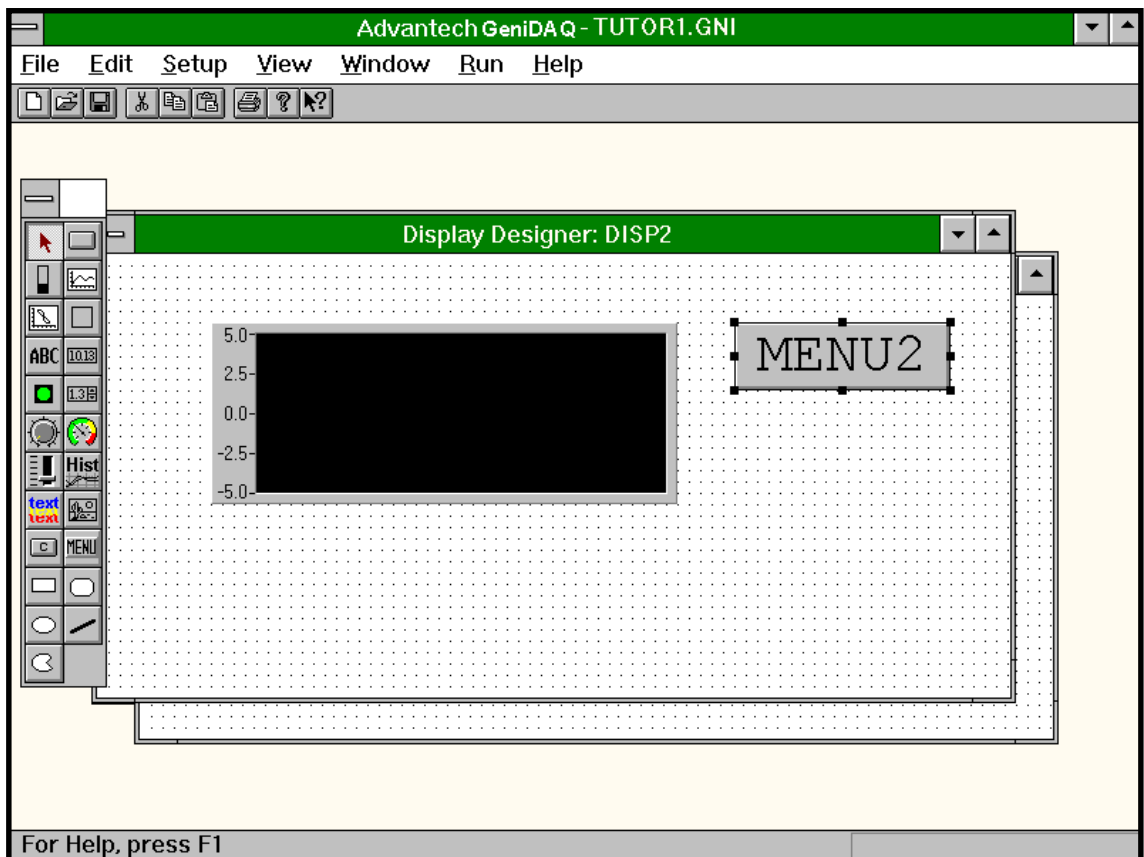 Advantech GeniDAQ - TUTOR1.GNI
File Edit Setup View Window Run Help
Display Designer: DISP2
ABC 10.13
1.3
Hist
text
text
C MENU
5.0
2.5
0.0
-2.5
-5.0
MENU2
For Help, press F1